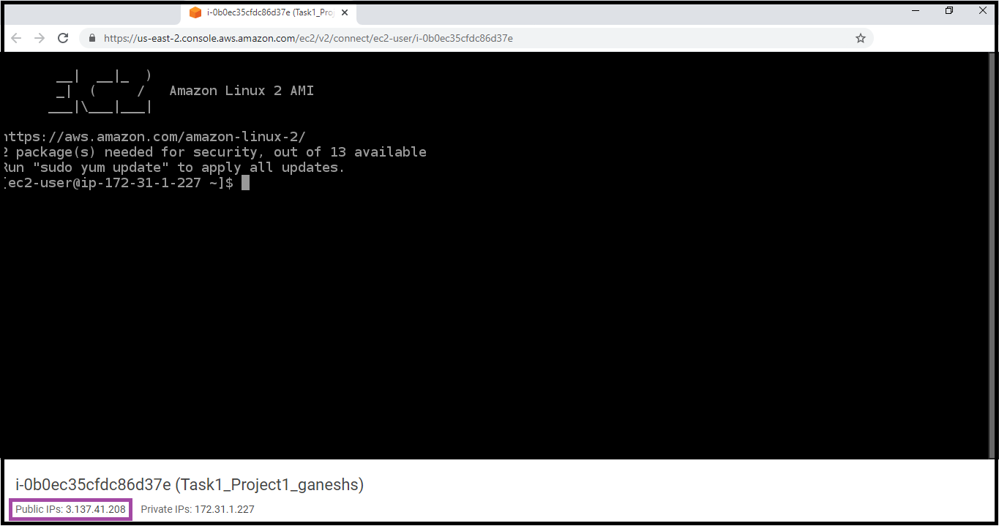 i-0b0ec35cfdc86d37e (Task1_Proj
https://us-east-2.console.aws.amazon.com/ec2/v2/connect/ec2-user/i-0b0ec35cfdc86d37e
__|  __|_  )
_|  (     /   Amazon Linux 2 AMI
___|\___|___|
https://aws.amazon.com/amazon-linux-2/
2 package(s) needed for security, out of 13 available
Run "sudo yum update" to apply all updates.
[ec2-user@ip-172-31-1-227 ~]$
i-0b0ec35cfdc86d37e (Task1_Project1_ganeshs)
Public IPs: 3.137.41.208 Private IPs: 172.31.1.227